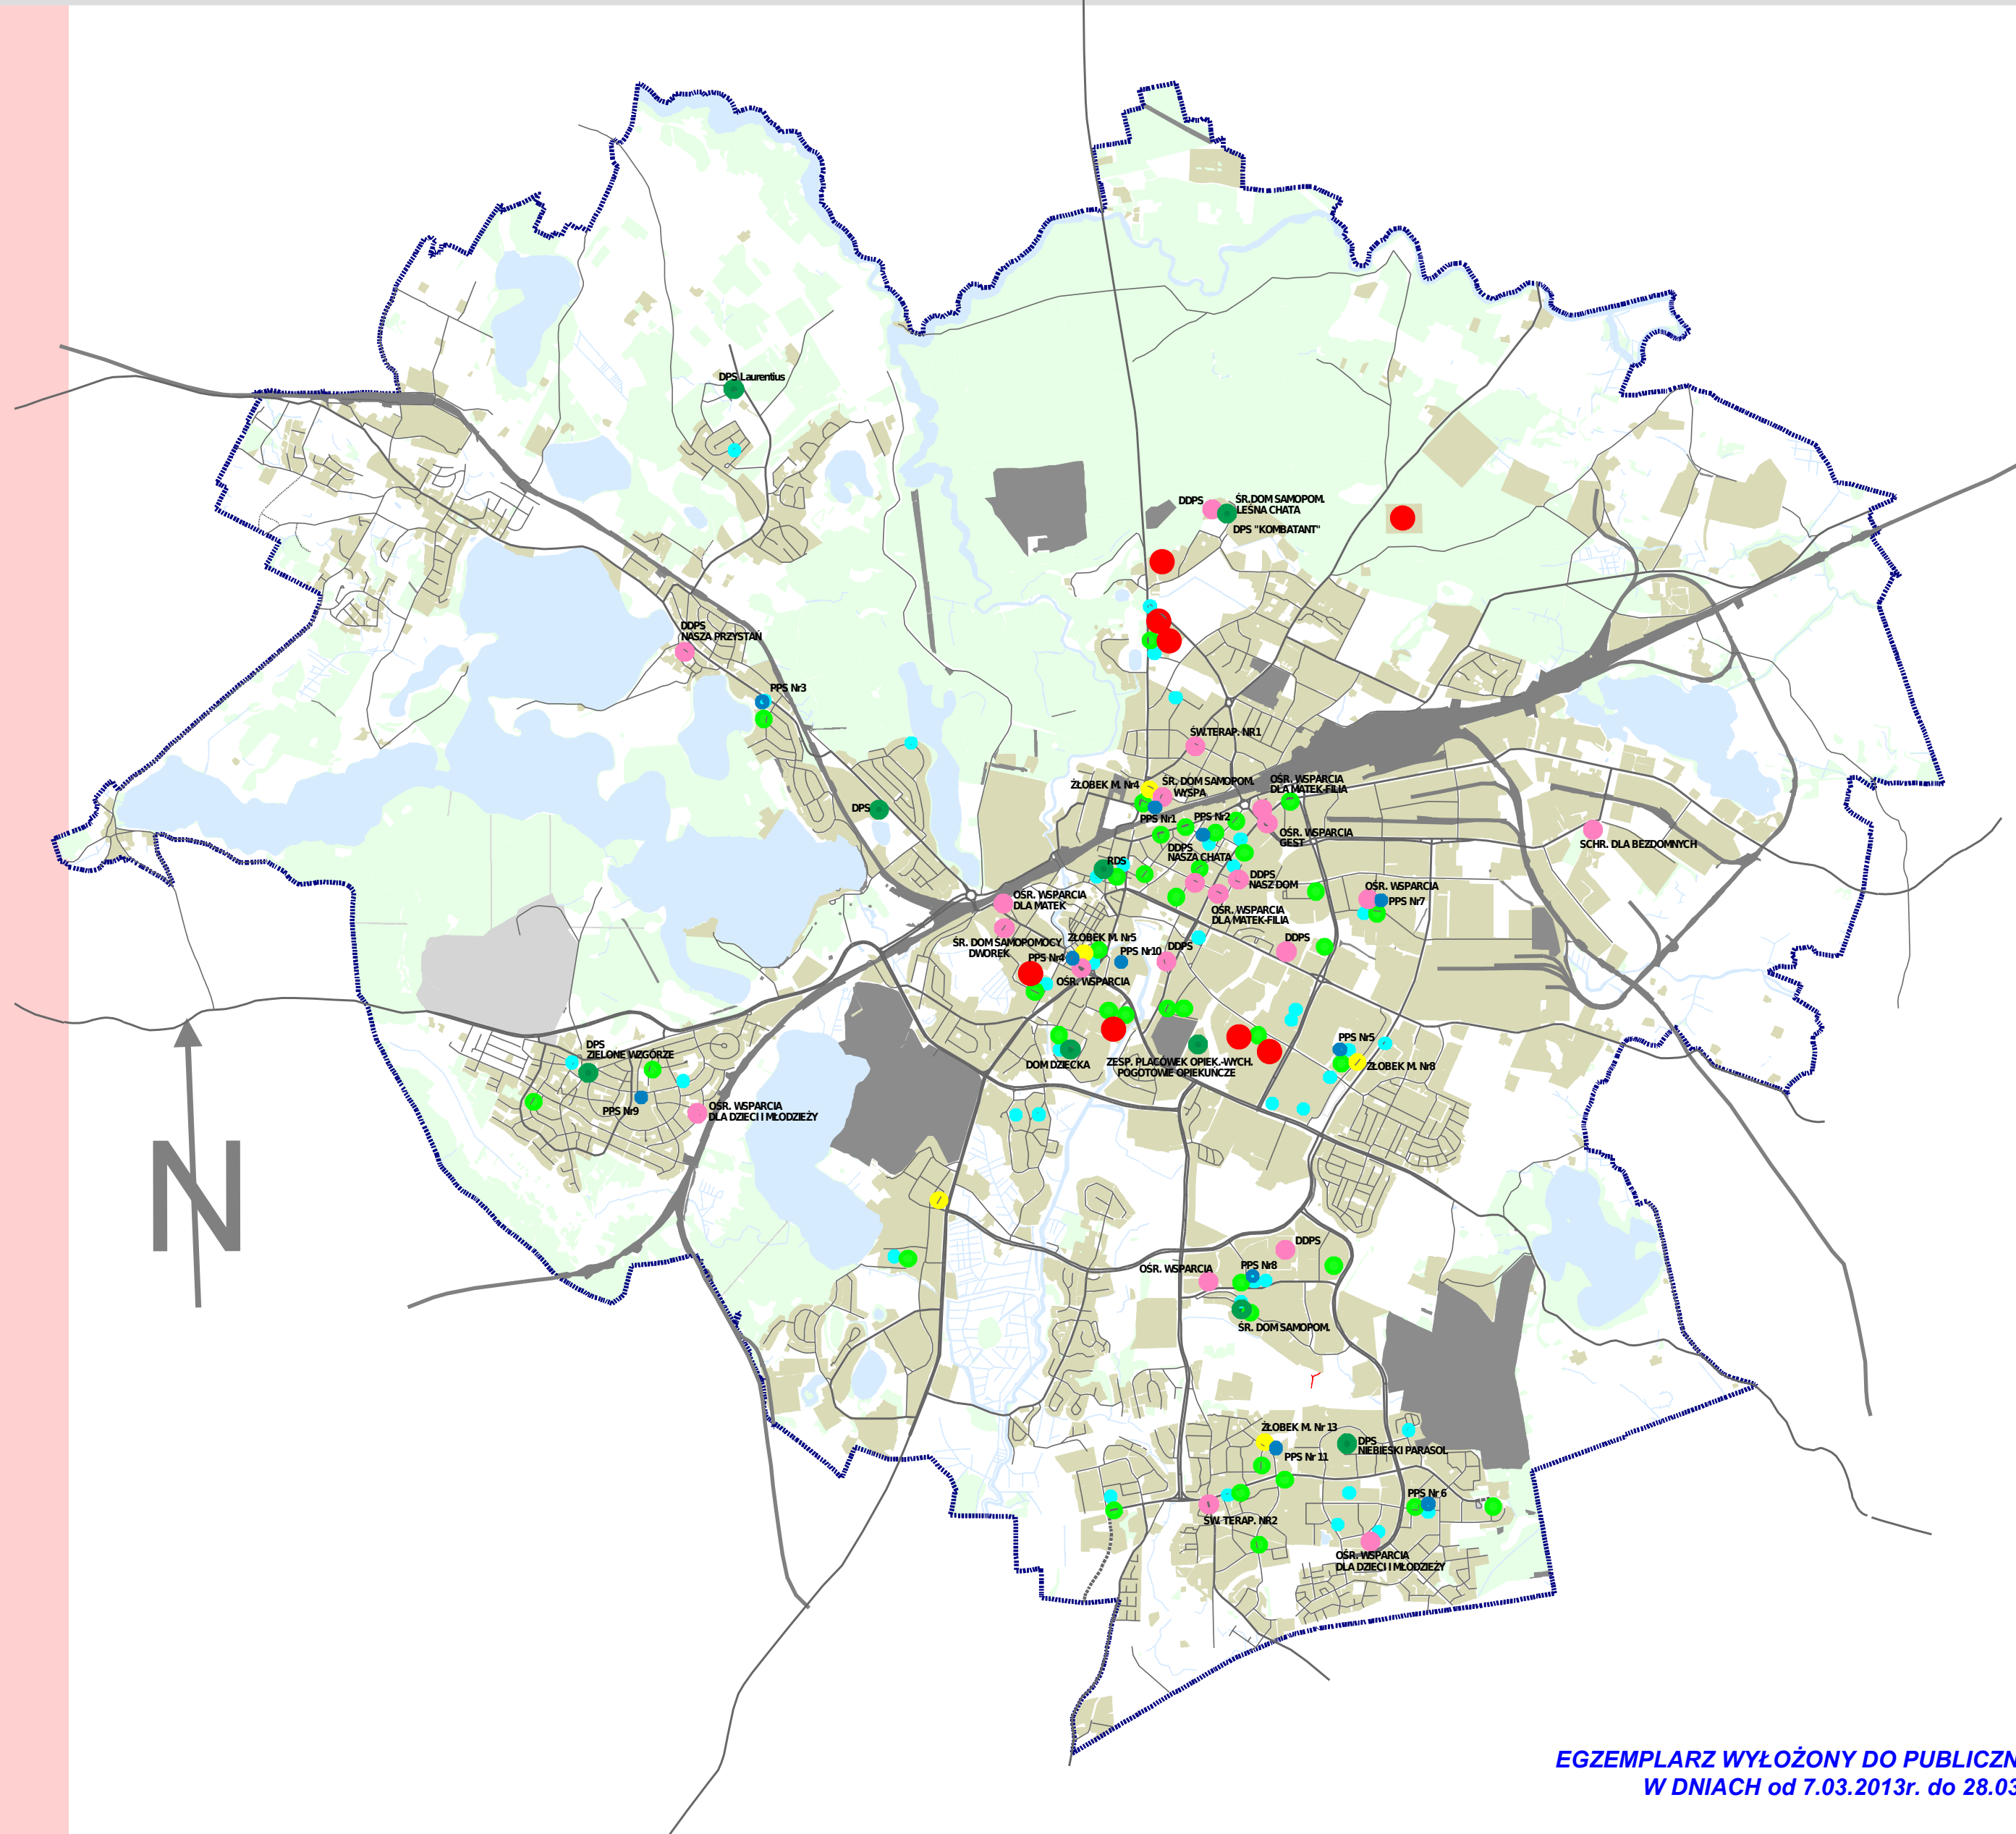 DPS Laurentius
DDPS
ŚR.DOM SAMOPOM.
LEŚNA CHATA
DPS "KOMBATANT"
DDPS
NASZA PRZYSTAŃ
PPS Nr3
ŚW.TERAP. NR1
ŻŁOBEK M. Nr4
ŚR. DOM SAMOPOM.
WYSPA
OŚR. WSPARCIA
DLA MATEK-FILIA
DPS
PPS Nr1
PPS Nr2
OŚR. WSPARCIA
GEST
SCHR. DLA BEZDOMNYCH
DDPS
NASZA CHATA
RDS
DDPS
NASZ DOM
OŚR. WSPARCIA
PPS Nr7
OŚR. WSPARCIA
DLA MATEK
OŚR. WSPARCIA
DLA MATEK-FILIA
ŚR. DOM SAMOPOMOCY
DWOREK
ŻŁOBEK M. Nr5
PPS Nr4
PPS Nr10
DDPS
DDPS
OŚR. WSPARCIA
DPS
ZIELONE WZGÓRZE
PPS Nr9
OŚR. WSPARCIA
DLA DZIECI I MŁODZIEŻY
DOM DZIECKA
ZESP. PLACÓWEK OPIEK.-WYCH.
POGOTOWIE OPIEKUŃCZE
PPS Nr5
ŻŁOBEK M. Nr8
N
DDPS
OŚR. WSPARCIA
PPS Nr8
ŚR. DOM SAMOPOM.
ŻŁOBEK M. Nr 13
PPS Nr 11
DPS
NIEBIESKI PARASOL
PPS Nr 6
ŚW. TERAP. NR2
OŚR. WSPARCIA
DLA DZIECI I MŁODZIEŻY
EGZEMPLARZ WYŁOŻONY DO PUBLICZN
W DNIACH od 7.03.2013r. do 28.03